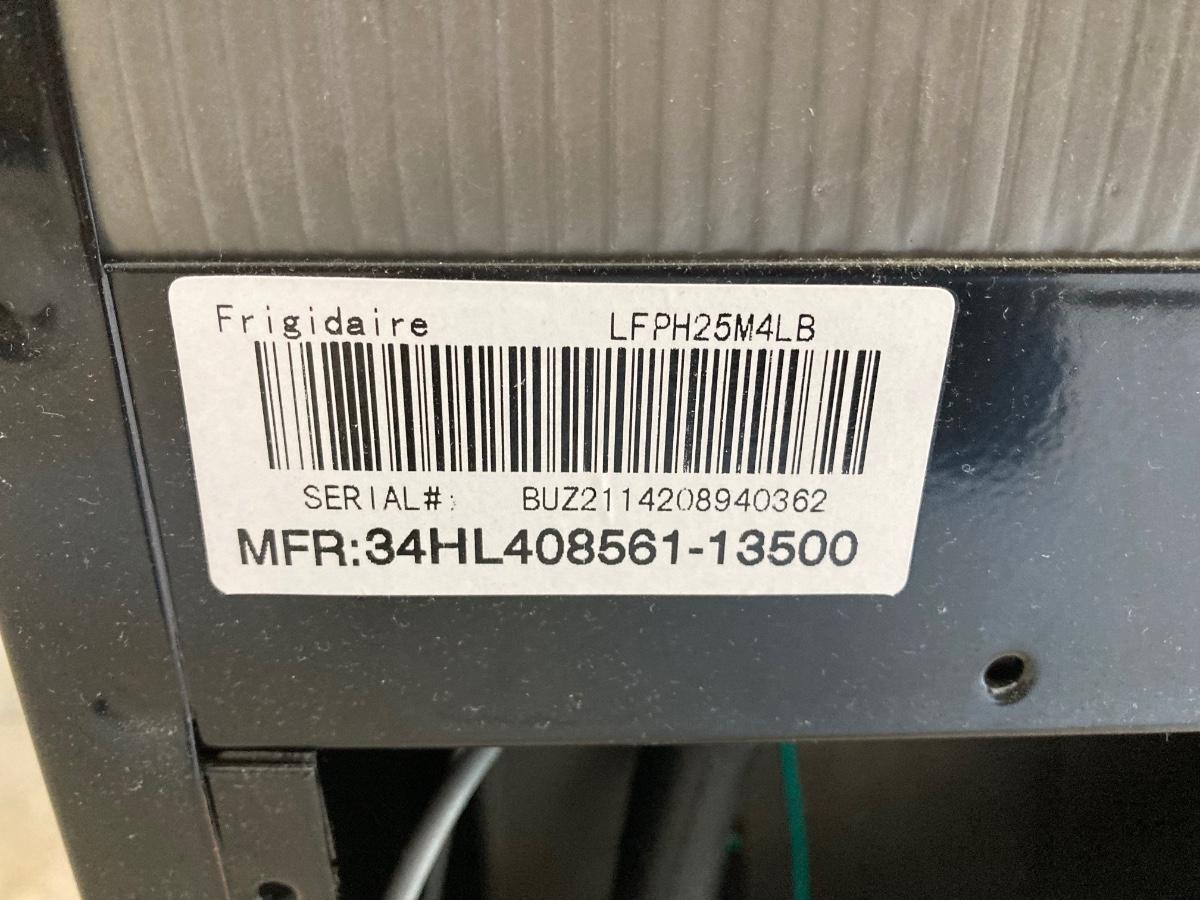 Frigidaire LFPH25M4LB
SERIAL#: BUZ2114208940362
MFR:34HL408561-13500